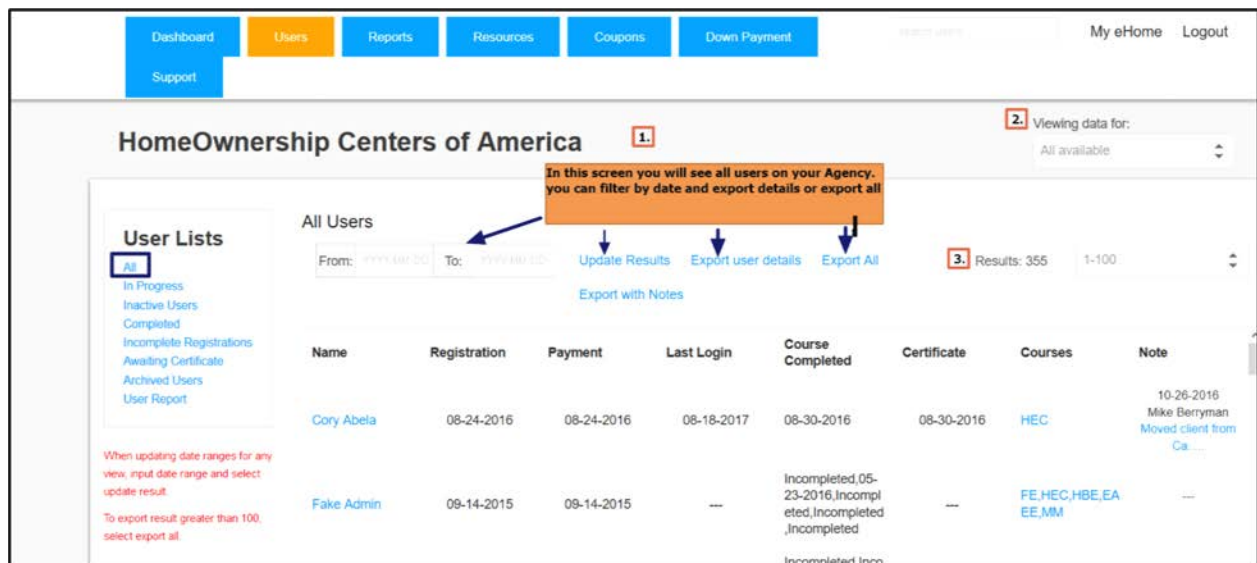 Dashboard Users Reports Resources Coupons Down Payment My eHome Logout
Support
HomeOwnership Centers of America
1.
2. Viewing data for:
All available
In this screen you will see all users on your Agency.
you can filter by date and export details or export all
User Lists
All
In Progress
Inactive Users
Completed
Incomplete Registrations
Awaiting Certificate
Archived Users
User Report
When updating date ranges for any
view, input date range and select
update result.
To export result greater than 100,
select export all.
All Users
From: To: Update Results Export user details Export All 3. Results: 355 1-100
Export with Notes
Name Registration Payment Last Login Course Completed Certificate Courses Note
Cory Abela 08-24-2016 08-24-2016 08-18-2017 08-30-2016 08-30-2016 HEC
10-26-2016
Mike Berryman
Moved client from
Ca.....
Fake Admin 09-14-2015 09-14-2015 ---
Incompleted,05-
23-2016,Incompl
eted,Incompleted
,Incompleted
---
FE,HEC,HBE,EA
EE,MM
---
Incompleted,Inco